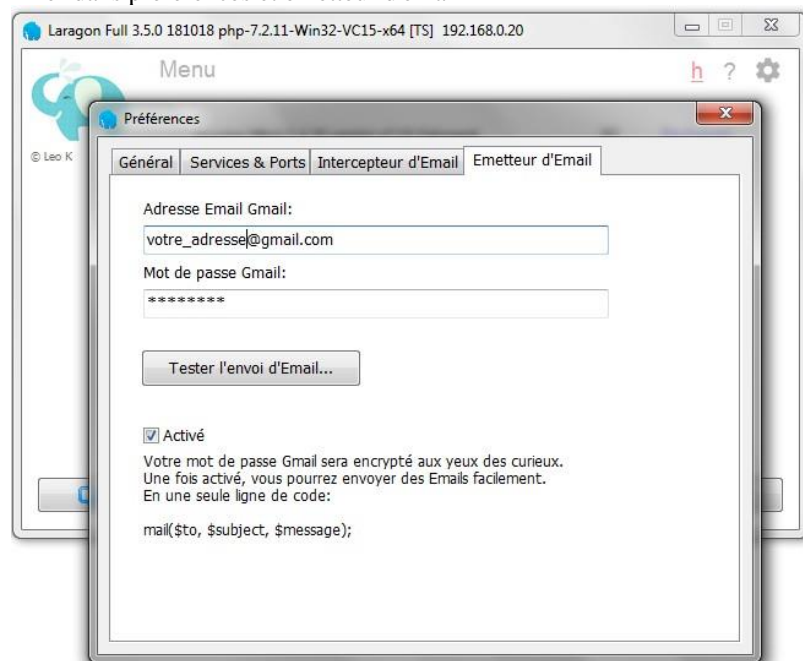 Laragon Full 3.5.0 181018 php-7.2.11-Win32-VC15-x64 [TS] 192.168.0.20
Menu
h ?
© Leo K
Préférences
Général
Services & Ports
Intercepteur d'Email
Emetteur d'Email
Adresse Email Gmail:
votre_adresse@gmail.com
Mot de passe Gmail:
********
Tester l'envoi d'Email...
Activé
Votre mot de passe Gmail sera encrypté aux yeux des curieux.
Une fois activé, vous pourrez envoyer des Emails facilement.
En une seule ligne de code:
mail($to, $subject, $message);